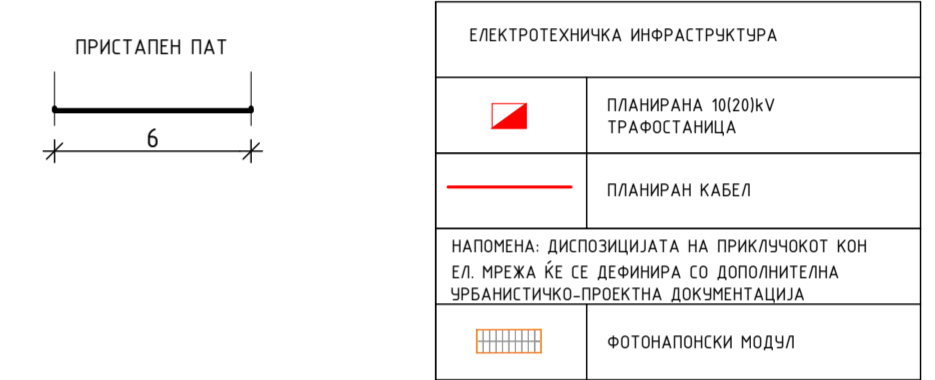 ПРИСТАПЕН ПАТ
6
ЕЛЕКТРОТЕХНИЧКА ИНФРАСТРУКТУРА
ПЛАНИРАНА 10(20)kV
ТРАФОСТАНИЦА
ПЛАНИРАН КАБЕЛ
НАПОМЕНА: ДИСПОЗИЦИЈАТА НА ПРИКЛУЧОКОТ КОН
ЕЛ. МРЕЖА ЌЕ СЕ ДЕФИНИРА СО ДОПОЛНИТЕЛНА
УРБАНИСТИЧКО-ПРОЕКТНА ДОКУМЕНТАЦИЈА
ФОТОНАПОНСКИ МОДУЛ